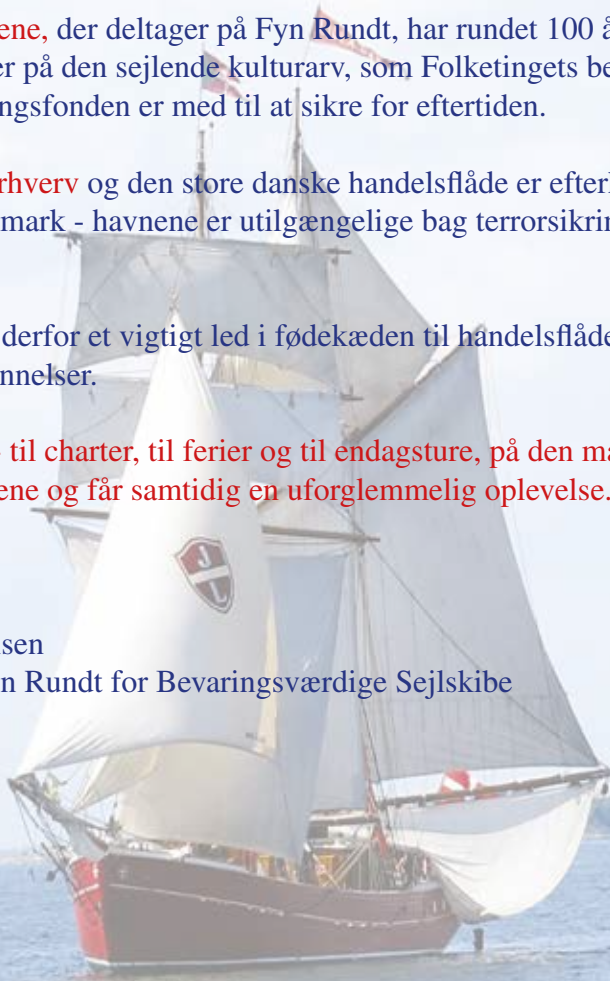 ene, der deltager på Fyn Rundt, har rundet 100 å
er på den sejlende kulturarv, som Folketingets be
ngsfonden er med til at sikre for eftertiden.
rhverv og den store danske handelsflåde er efterh
mark - havnene er utilgængelige bag terrorsikrin
derfor et vigtigt led i fødekæden til handelsflåde
nnelser.
til charter, til ferier og til endagsture, på den ma
ene og får samtidig en uforglemmelig oplevelse.
J
L
sen
n Rundt for Bevaringsværdige Sejlskibe